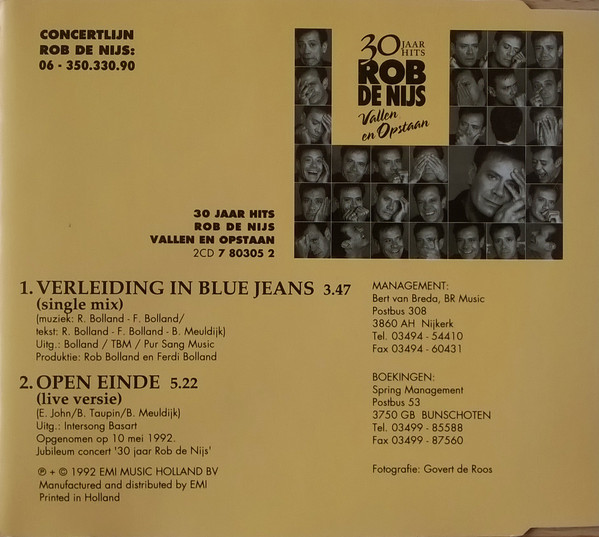 CONCERTLIJN
ROB DE NIJS:
06 - 350.330.90
30 JAAR
HITS
ROB
DE NIJS
Vallen
en Opstaan
30 JAAR HITS
ROB DE NIJS
VALLEN EN OPSTAAN
2CD 7 80305 2
1. VERLEIDING IN BLUE JEANS 3.47
(single mix)
(muziek: R. Bolland - F. Bolland/
tekst: R. Bolland - F. Bolland - B. Meuldijk)
Uitg.: Bolland / TBM / Pur Sang Music
Produktie: Rob Bolland en Ferdi Bolland
2. OPEN EINDE 5.22
(live versie)
(E. John/B. Taupin/B. Meuldijk)
Uitg.: Intersong Basart
Opgenomen op 10 mei 1992.
Jubileum concert '30 jaar Rob de Nijs'
℗ + © 1992 EMI MUSIC HOLLAND BV
Manufactured and distributed by EMI
Printed in Holland
MANAGEMENT:
Bert van Breda, BR Music
Postbus 308
3860 AH Nijkerk
Tel. 03494 - 54410
Fax 03494 - 60431
BOEKINGEN:
Spring Management
Postbus 53
3750 GB BUNSCHOTEN
Tel. 03499 - 85588
Fax 03499 - 87560
Fotografie: Govert de Roos